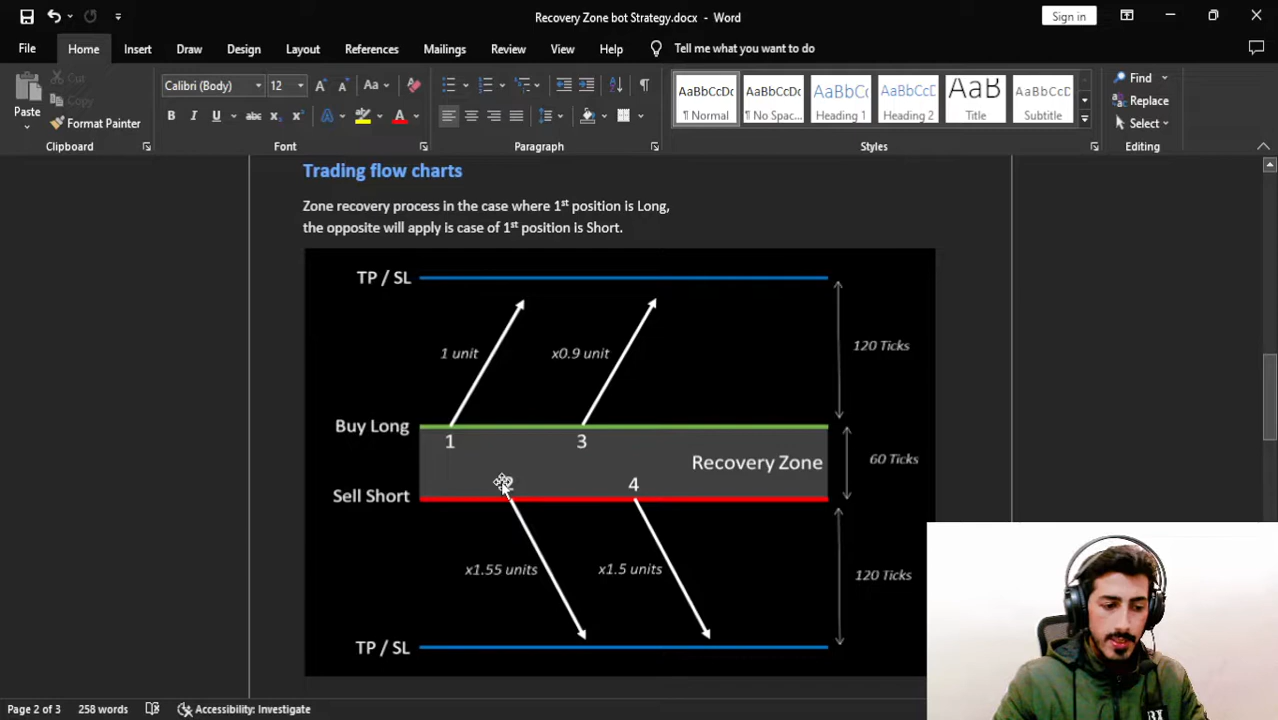 Recovery Zone bot Strategy.docx - Word
Sign in
File Home Insert Draw Design Layout References Mailings Review View Help Tell me what you want to do
Paste
Cut
Copy
Format Painter
Clipboard
Calibri (Body) 12
Font
Paragraph
AaBbCcDc AaBbCcDc AaBbCc AaBbCcD AaB AaBbCcD
¶ Normal ¶ No Spac... Heading 1 Heading 2 Title Subtitle
Styles
Find
Replace
Select
Editing
Trading flow charts
Zone recovery process in the case where 1st position is Long,
the opposite will apply is case of 1st position is Short.
TP / SL
120 Ticks
1 unit x0.9 unit
Buy Long
1 3
Recovery Zone
60 Ticks
2 4
Sell Short
x1.55 units x1.5 units
120 Ticks
TP / SL
Page 2 of 3 258 words Accessibility: Investigate